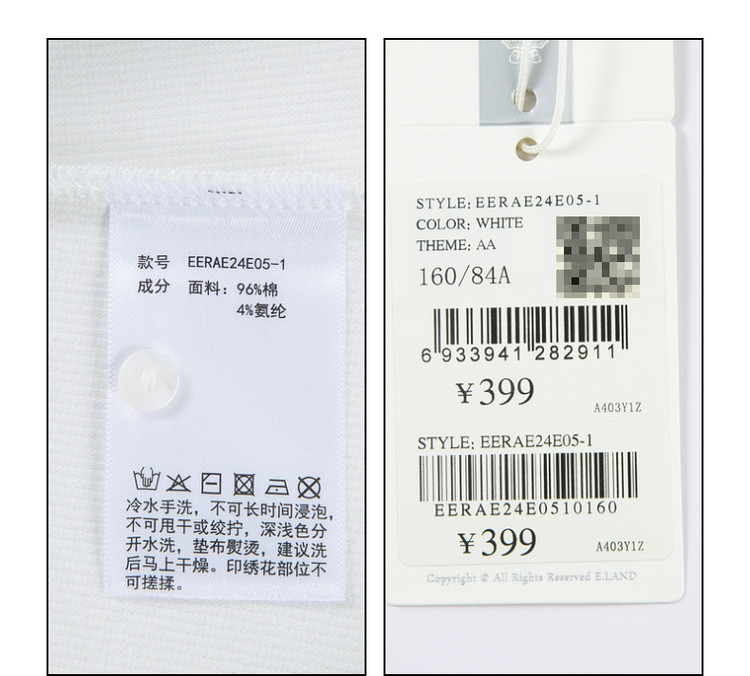 款号 EERAE24E05-1
成分 面料：96%棉
4%氨纶
冷水手洗，不可长时间浸泡，
不可甩干或绞拧，深浅色分
开水洗，垫布熨烫，建议洗
后马上干燥。印绣花部位不
可搓揉。
STYLE: EERAE24E05-1
COLOR: WHITE
THEME: AA
160/84A
6 933941 282911
¥399
A403Y1Z
STYLE: EERAE24E05-1
EERAE24E0510160
¥399
A403Y1Z
Copyright @ All Rights Reserved E.LAND